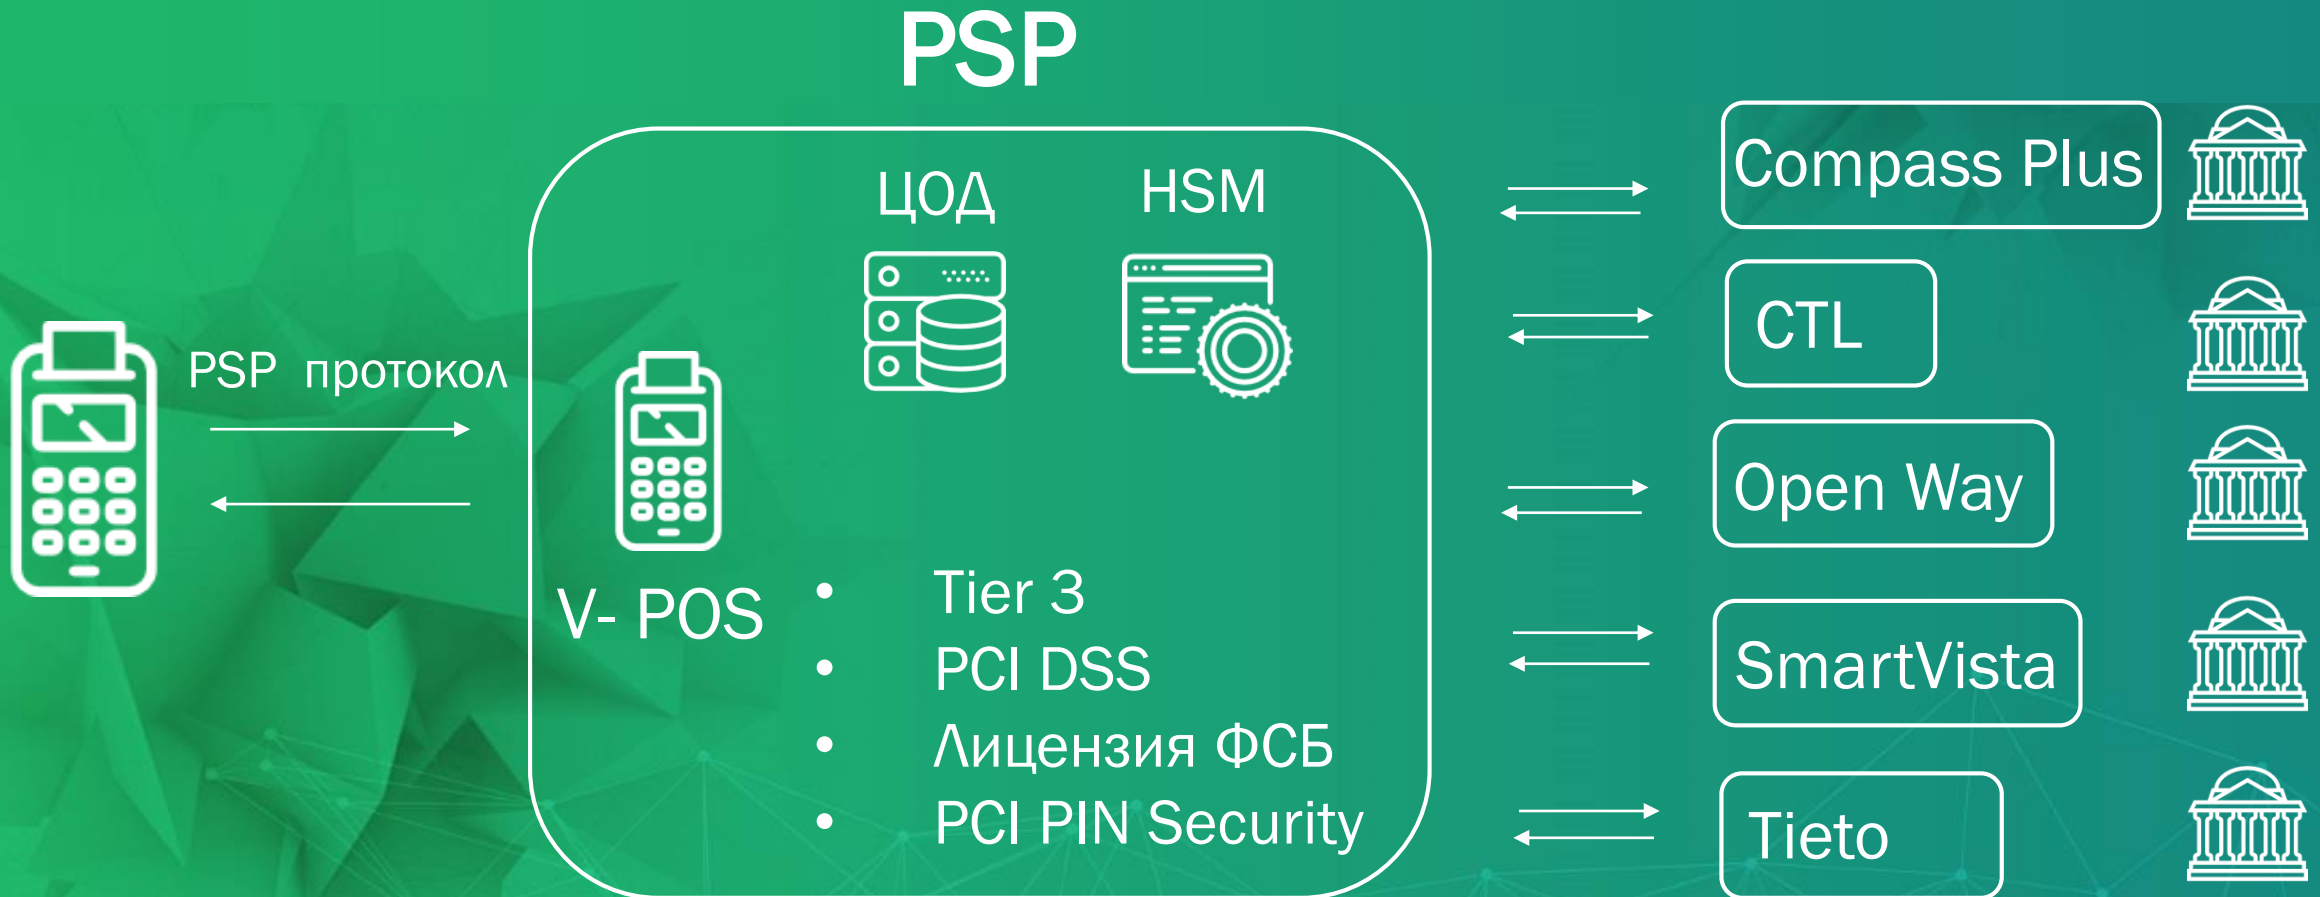 PSP
PSP протокол
ЦОД
HSM
V- POS
• Tier 3
• PCI DSS
• Лицензия ФСБ
• PCI PIN Security
Compass Plus
CTL
Open Way
SmartVista
Tieto